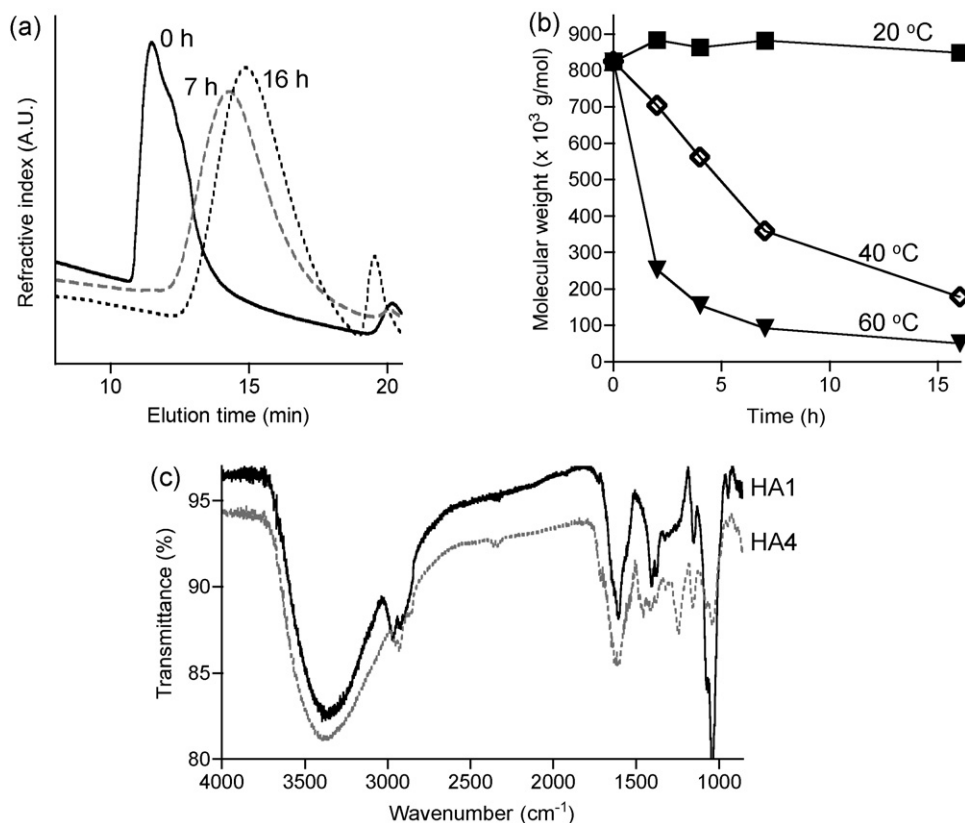 (a)
0 h
7 h
16 h
Refractive index (A.U.)
10
15
20
Elution time (min)
(b)
20 °C
40 °C
60 °C
Molecular weight (x 10³ g/mol)
900
800
700
600
500
400
300
200
100
0
0
5
10
15
Time (h)
(c)
HA1
HA4
Transmittance (%)
95
90
85
80
4000
3500
3000
2500
2000
1500
1000
Wavenumber (cm⁻¹)